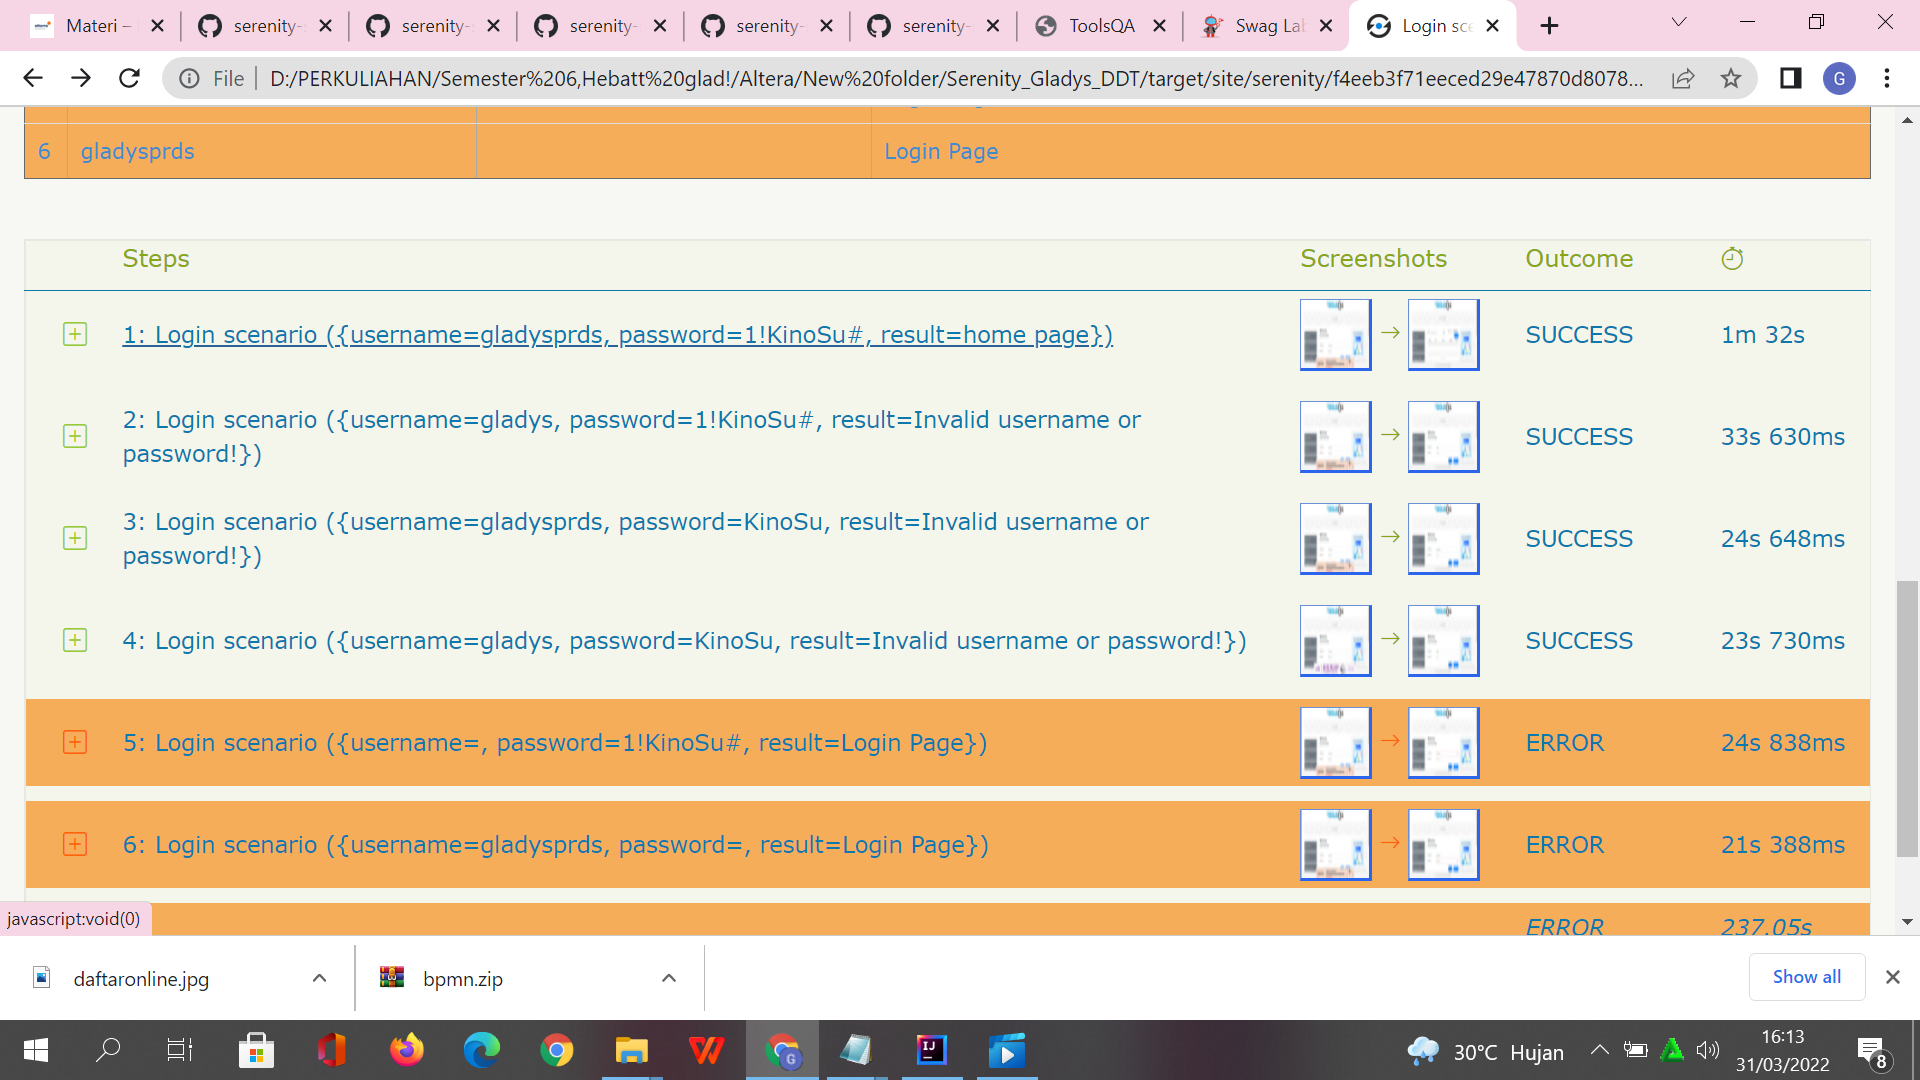 Materi –
serenity-
serenity-
serenity-
serenity-
serenity-
ToolsQA
Swag Lab
Login sce
File
D:/PERKULIAHAN/Semester%206,Hebatt%20glad!/Altera/New%20folder/Serenity_Gladys_DDT/target/site/serenity/f4eeb3f71eeced29e47870d8078...
G
6 gladysprds Login Page
Steps Screenshots Outcome
1: Login scenario ({username=gladysprds, password=1!KinoSu#, result=home page}) SUCCESS 1m 32s
2: Login scenario ({username=gladys, password=1!KinoSu#, result=Invalid username or
password!}) SUCCESS 33s 630ms
3: Login scenario ({username=gladysprds, password=KinoSu, result=Invalid username or
password!}) SUCCESS 24s 648ms
4: Login scenario ({username=gladys, password=KinoSu, result=Invalid username or password!}) SUCCESS 23s 730ms
5: Login scenario ({username=, password=1!KinoSu#, result=Login Page}) ERROR 24s 838ms
6: Login scenario ({username=gladysprds, password=, result=Login Page}) ERROR 21s 388ms
ERROR 237.05s
javascript:void(0)
daftaronline.jpg
bpmn.zip
Show all
30°C Hujan
16:13
31/03/2022
8